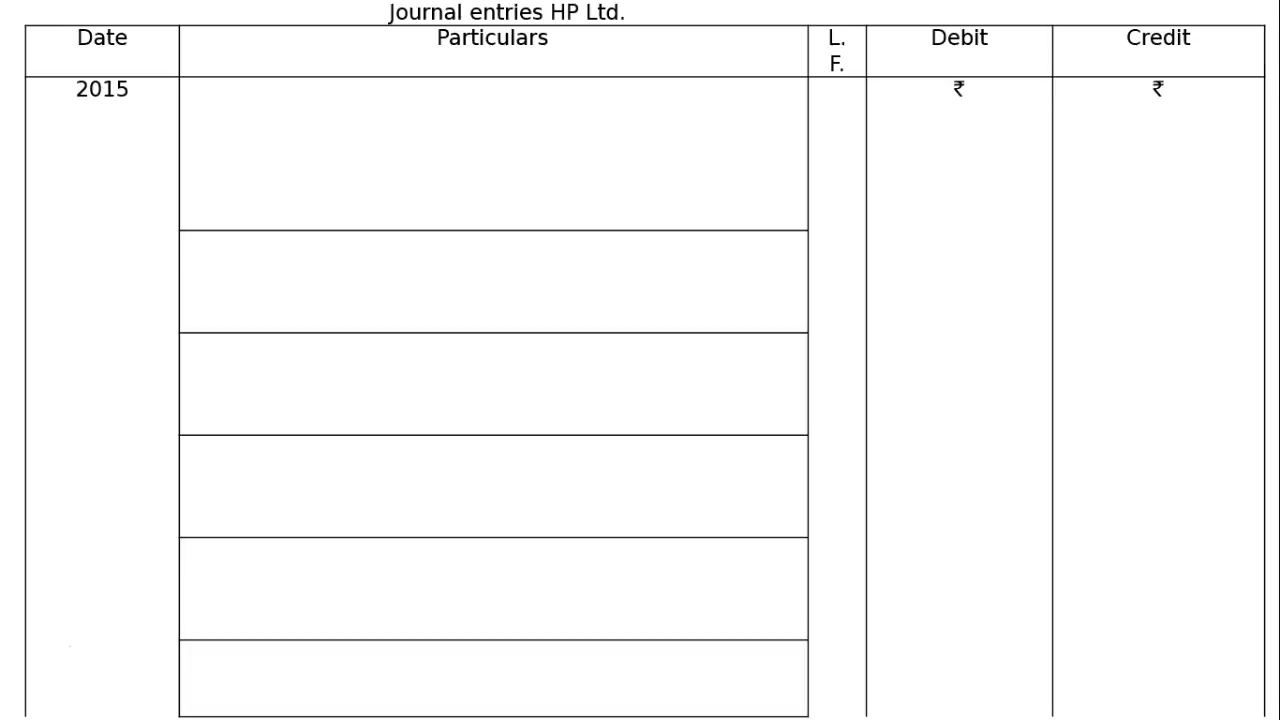 Journal entries HP Ltd.
Date Particulars L. F. Debit Credit
2015 ₹ ₹